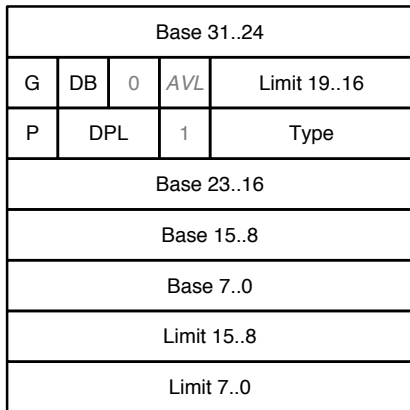 Base 31..24
G DB 0 AVL Limit 19..16
P DPL 1 Type
Base 23..16
Base 15..8
Base 7..0
Limit 15..8
Limit 7..0